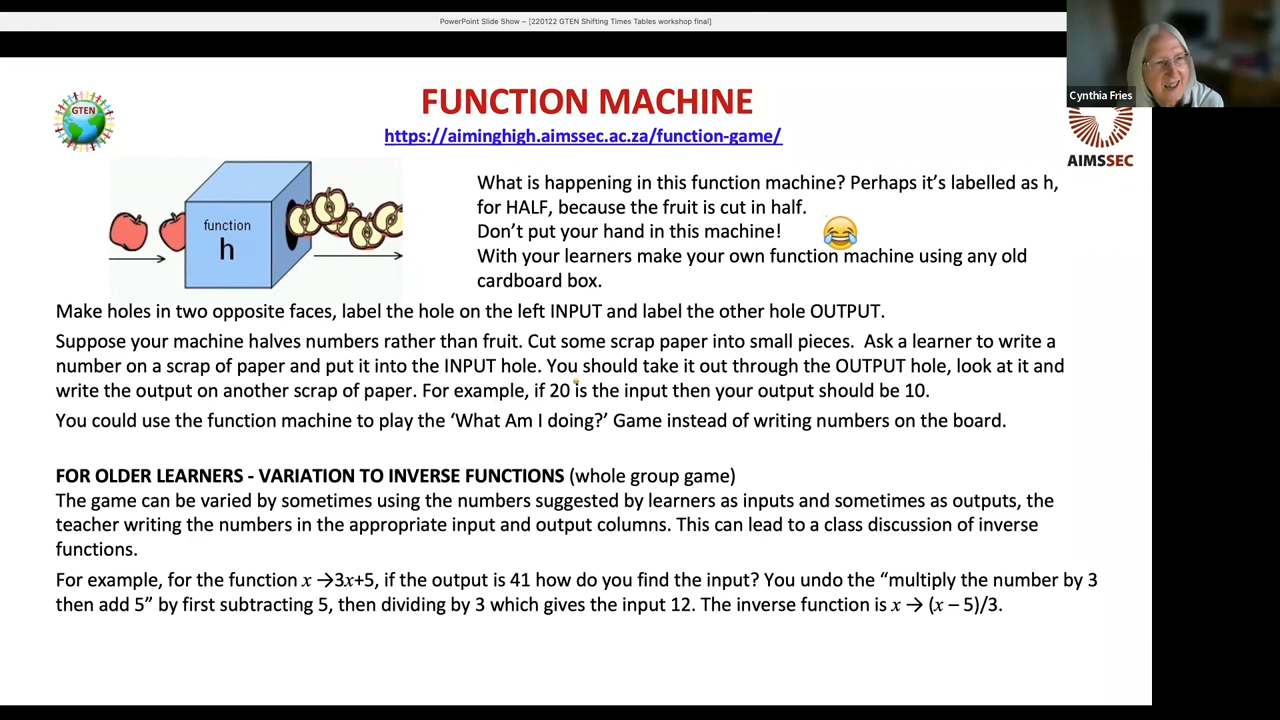 PowerPoint Slide Show – [220122 GTEN Shifting Times Tables workshop final]
Cynthia Fries
GTEN
FUNCTION MACHINE
https://aiminghigh.aimssec.ac.za/function-game/
AIMSSEC
function
h
What is happening in this function machine? Perhaps it’s labelled as h,
for HALF, because the fruit is cut in half.
Don’t put your hand in this machine!
With your learners make your own function machine using any old
cardboard box.
Make holes in two opposite faces, label the hole on the left INPUT and label the other hole OUTPUT.
Suppose your machine halves numbers rather than fruit. Cut some scrap paper into small pieces.  Ask a learner to write a
number on a scrap of paper and put it into the INPUT hole. You should take it out through the OUTPUT hole, look at it and
write the output on another scrap of paper. For example, if 20 is the input then your output should be 10.
You could use the function machine to play the ‘What Am I doing?’ Game instead of writing numbers on the board.
FOR OLDER LEARNERS - VARIATION TO INVERSE FUNCTIONS (whole group game)
The game can be varied by sometimes using the numbers suggested by learners as inputs and sometimes as outputs, the
teacher writing the numbers in the appropriate input and output columns. This can lead to a class discussion of inverse
functions.
For example, for the function x →3x+5, if the output is 41 how do you find the input? You undo the “multiply the number by 3
then add 5” by first subtracting 5, then dividing by 3 which gives the input 12. The inverse function is x → (x – 5)/3.